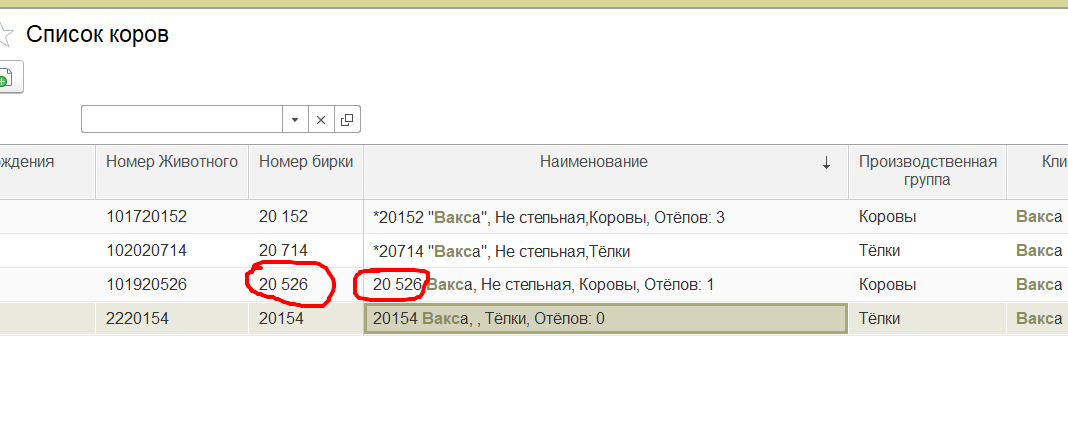 Список коров
ждения Номер Животного Номер бирки Наименование Производственная группа Кли
101720152 20 152 *20152 "Вакса", Не стельная,Коровы, Отёлов: 3 Коровы Вакса
102020714 20 714 *20714 "Вакса", Не стельная,Тёлки Тёлки Вакса
101920526 20 526 20 526 Вакса, Не стельная, Коровы, Отёлов: 1 Коровы Вакса
2220154 20154 20154 Вакса, , Тёлки, Отёлов: 0 Тёлки Вакса